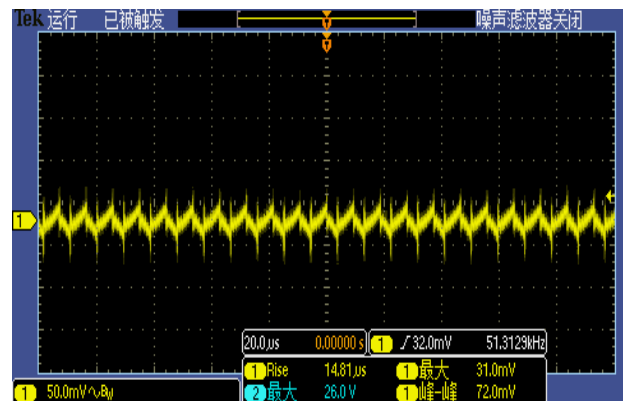 Tek 运行 已被触发 噪声滤波器关闭
T
T
1
20.0µs 0.00000 s 1 ∫ 32.0mV 51.3129kHz
1 Rise 14.81µs 1 最大 31.0mV
2 最大 26.0 V 1 峰-峰 72.0mV
1 50.0mV ∿ BW